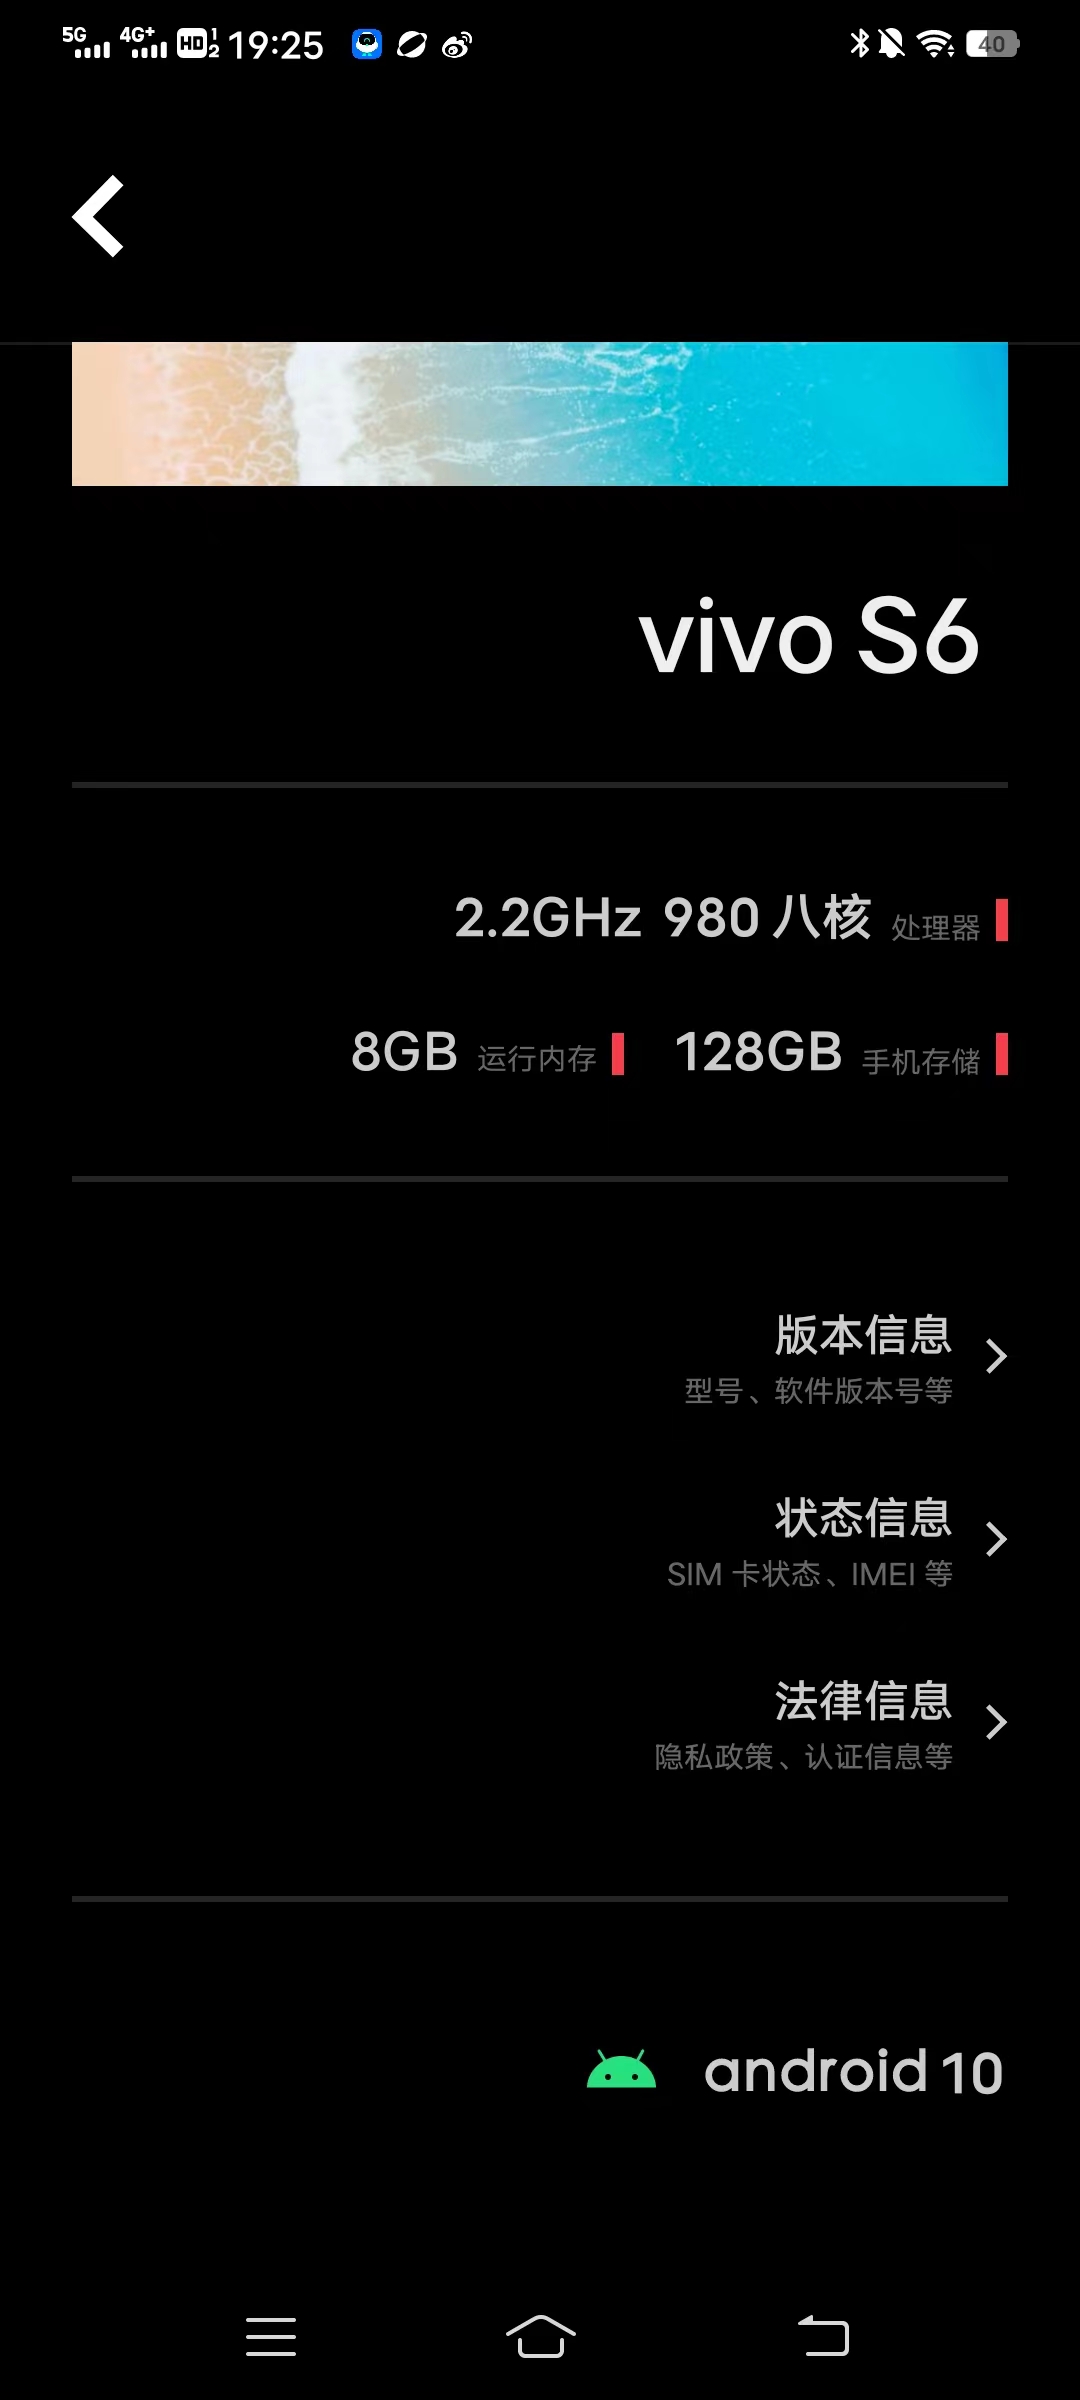 5G 4G+ HD 1 2 19:25 40
vivo S6
2.2GHz 980 八核 处理器
8GB 运行内存 128GB 手机存储
版本信息
型号、软件版本号等
状态信息
SIM 卡状态、IMEI 等
法律信息
隐私政策、认证信息等
android 10